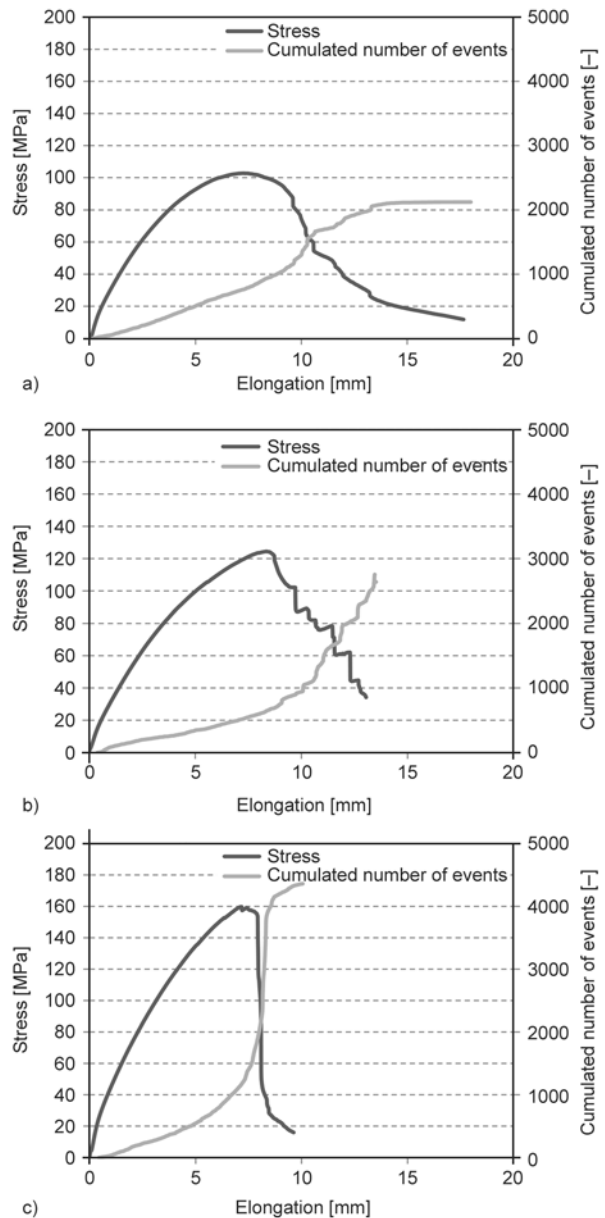 200
180
160
140
120
100
80
60
40
20
0
Stress [MPa]
Stress
Cumulated number of events [–]
5000
4000
3000
2000
1000
0
Cumulated number of events [–]
0 5 10 15 20
a) Elongation [mm]
200
180
160
140
120
100
80
60
40
20
0
Stress [MPa]
Stress
Cumulated number of events
5000
4000
3000
2000
1000
0
Cumulated number of events [–]
0 5 10 15 20
b) Elongation [mm]
200
180
160
140
120
100
80
60
40
20
0
Stress [MPa]
Stress
Cumulated number of events
5000
4000
3000
2000
1000
0
Cumulated number of events [–]
0 5 10 15 20
c) Elongation [mm]